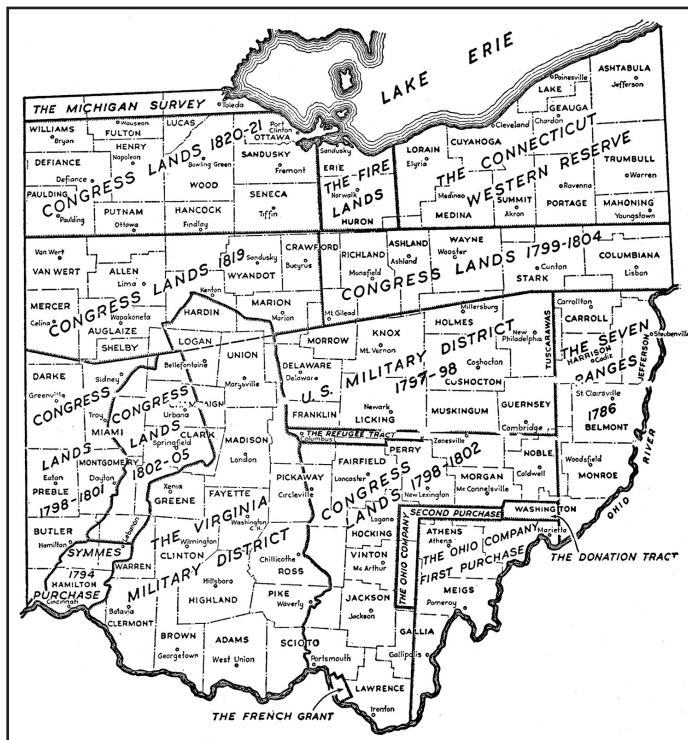 LAKE ERIE
THE MICHIGAN SURVEY
Toledo
ASHTABULA
Jefferson
Painesville
LAKE
GEAUGA
Chardon
WILLIAMS
Bryan
Wauseon
FULTON
LUCAS
HENRY
Napoleon
Port
Clinton
OTTAWA
Sandusky
Cleveland
CUYAHOGA
LORAIN
Elyria
THE CONNECTICUT
WESTERN RESERVE
TRUMBULL
Warren
DEFIANCE
Defiance
CONGRESS LANDS 1820-21
Bowling Green
WOOD
SANDUSKY
Fremont
ERIE
THE FIRE
LANDS
Norwalk
HURON
Medina
MEDINA
SUMMIT
Akron
Ravenna
PORTAGE
MAHONING
Youngstown
PAULDING
Paulding
PUTNAM
Ottawa
HANCOCK
Findlay
SENECA
Tiffin
Van Wert
VAN WERT
ALLEN
Lima
CONGRESS LANDS 1819
Sandusky
WYANDOT
CRAWFORD
Bucyrus
RICHLAND
Mansfield
ASHLAND
Ashland
WAYNE
Wooster
CONGRESS LANDS 1799-1804
Cunton
STARK
COLUMBIANA
Lisbon
MERCER
Celina
Wapakoneta
AUGLAIZE
SHELBY
Kenton
HARDIN
MARION
Marion
Mt Gilead
Millersburg
HOLMES
Carrollton
CARROLL
LOGAN
Bellefontaine
UNION
Marysville
MORROW
KNOX
Mt. Vernon
New
Philadelphia
TUSCARAWAS
THE SEVEN
RANGES
1786
HARRISON
Cadiz
JEFFERSON
Steubenville
DARKE
Greenville
Sidney
CONGRESS
LANDS
1798-1801
CONGRESS
LANDS
1802-05
Troy
MIAMI
Urbana
Springfield
CLARK
DELAWARE
Delaware
U.S. MILITARY DISTRICT
1797-98
Coshocton
CUSHOCTON
FRANKLIN
Newark
LICKING
MUSKINGUM
GUERNSEY
Cambridge
St. Clairsville
BELMONT
MADISON
London
THE REFUGEE TRACT
Columbus
Zanesville
Eaton
PREBLE
MONTGOMERY
Dayton
Xenia
GREENE
FAYETTE
Washington
C.H.
PICKAWAY
Circleville
FAIRFIELD
Lancaster
PERRY
New Lexington
CONGRESS
LANDS 1798-1802
MORGAN
Mc Connelsville
NOBLE
Caldwell
Woodsfield
MONROE
OHIO RIVER
BUTLER
Hamilton
Lebanon
WARREN
THE VIRGINIA
MILITARY DISTRICT
Wilmington
CLINTON
Chillicothe
ROSS
Logano
HOCKING
SECOND PURCHASE
WASHINGTON
Marietta
THE DONATION TRACT
SYMMES
1794
HAMILTON
PURCHASE
Cincinnati
Hillsboro
HIGHLAND
VINTON
Mc Arthur
THE OHIO COMPANY
ATHENS
Athens
THE OHIO COMPANY
FIRST PURCHASE
Batavia
CLERMONT
PIKE
Waverly
JACKSON
Jackson
MEIGS
Pomeroy
BROWN
Georgetown
ADAMS
West Union
SCIOTO
Portsmouth
GALLIA
Gallipolis
LAWRENCE
Ironton
THE FRENCH GRANT